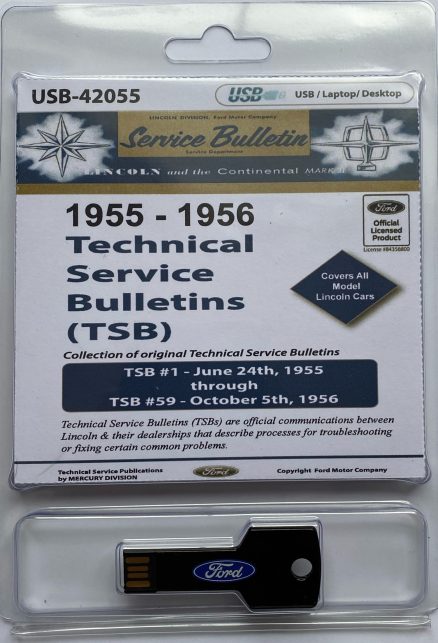 USB-42055
USB
USB / Laptop/ Desktop
LINCOLN DIVISION, Ford Motor Company
Service Bulletin
Service Department
LINCOLN and the Continental MARK II
1955 - 1956
Technical
Service
Bulletins
(TSB)
Ford
Official
Licensed
Product
License #84356800
Covers All
Model
Lincoln Cars
Collection of original Technical Service Bulletins
TSB #1 - June 24th, 1955
through
TSB #59 - October 5th, 1956
Technical Service Bulletins (TSBs) are official communications between
Lincoln & their dealerships that describe processes for troubleshooting
or fixing certain common problems.
Technical Service Publications
by MERCURY DIVISION
Ford
Copyright Ford Motor Company
Ford